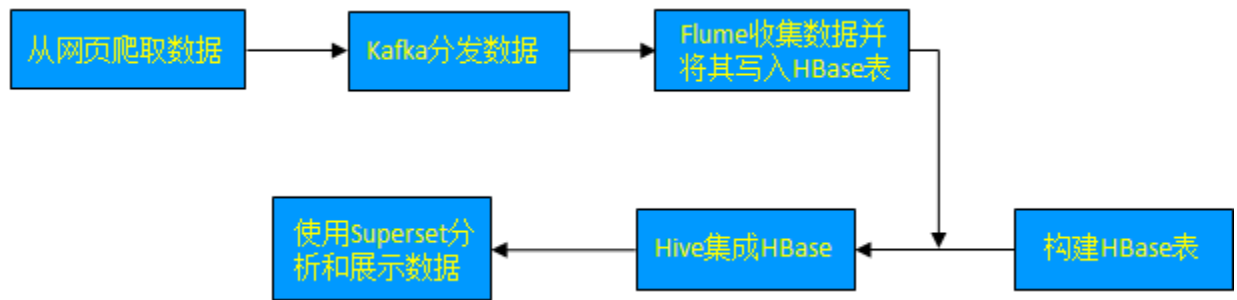 从网页爬取数据
Kafka分发数据
Flume收集数据并
将其写入HBase表
使用Superset分
析和展示数据
Hive集成HBase
构建HBase表